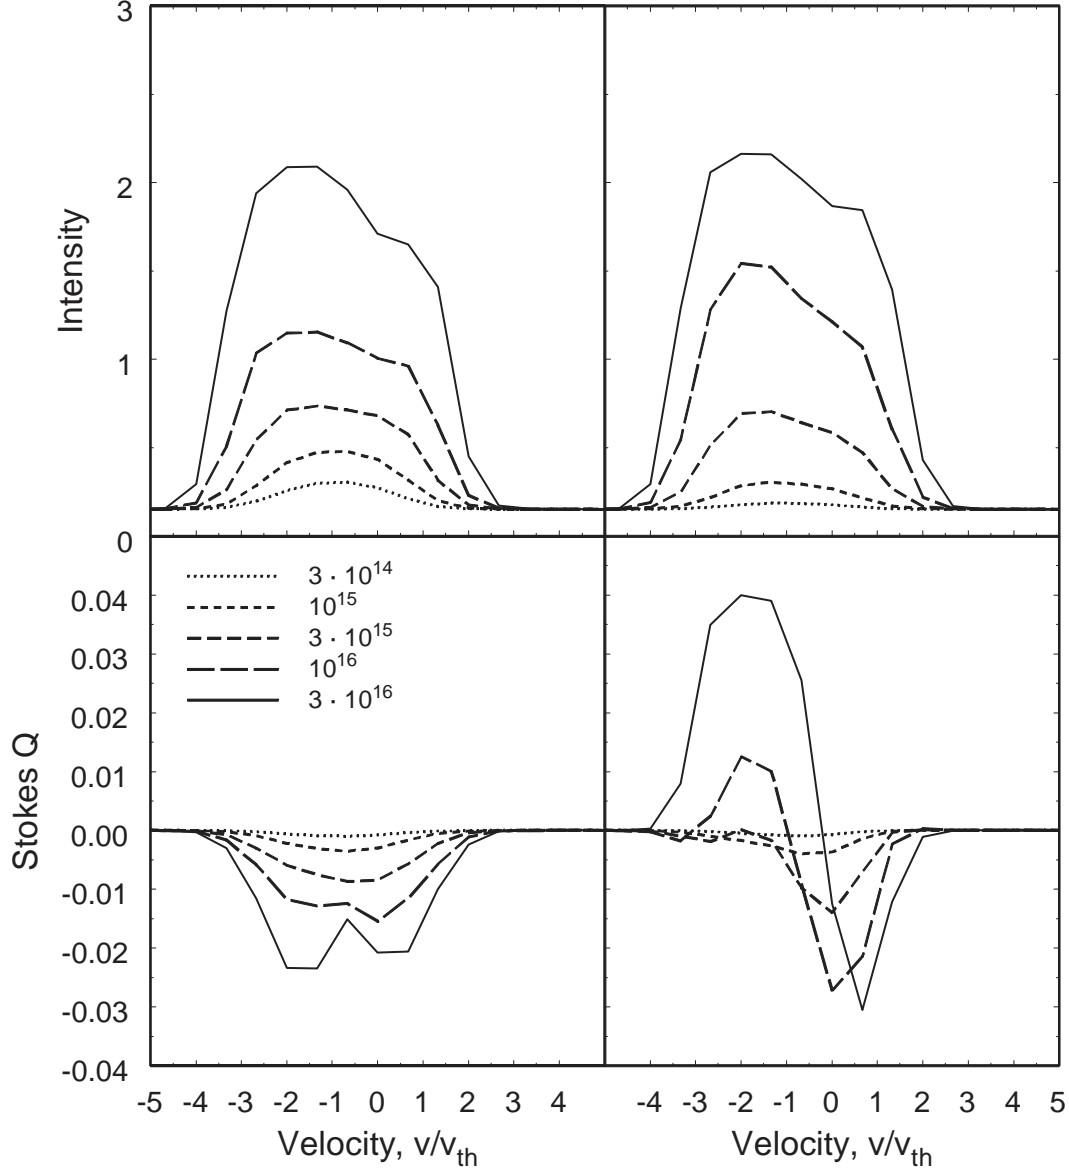 3
2
1
0
Intensity
0.04
0.03
0.02
0.01
0.00
-0.01
-0.02
-0.03
-0.04
Stokes Q
3 · 10^14
10^15
3 · 10^15
10^16
3 · 10^16
-5 -4 -3 -2 -1 0 1 2 3 4
-4 -3 -2 -1 0 1 2 3 4 5
Velocity, v/v_th
Velocity, v/v_th